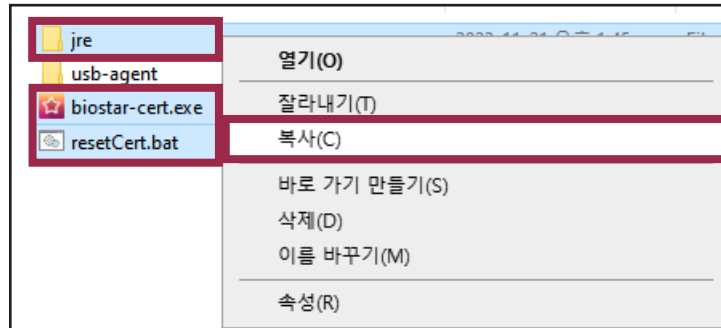 jre
usb-agent
biostar-cert.exe
resetCert.bat
열기(O)
잘라내기(T)
복사(C)
바로 가기 만들기(S)
삭제(D)
이름 바꾸기(M)
속성(R)